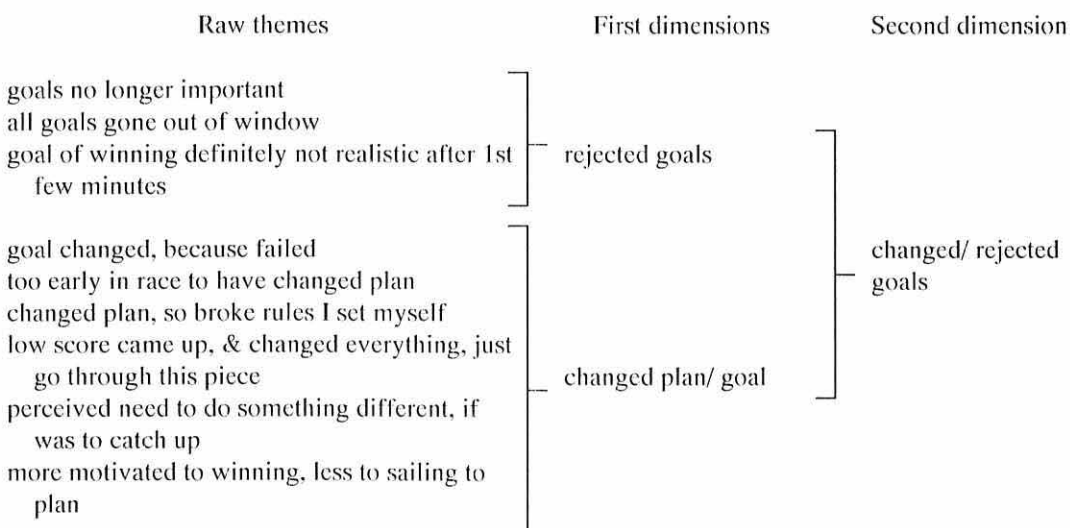 Raw themes
First dimensions
Second dimension
goals no longer important
all goals gone out of window
goal of winning definitely not realistic after 1st
few minutes
rejected goals
goal changed, because failed
too early in race to have changed plan
changed plan, so broke rules I set myself
low score came up, & changed everything, just
go through this piece
perceived need to do something different, if
was to catch up
more motivated to winning, less to sailing to
plan
changed plan/ goal
changed/ rejected
goals